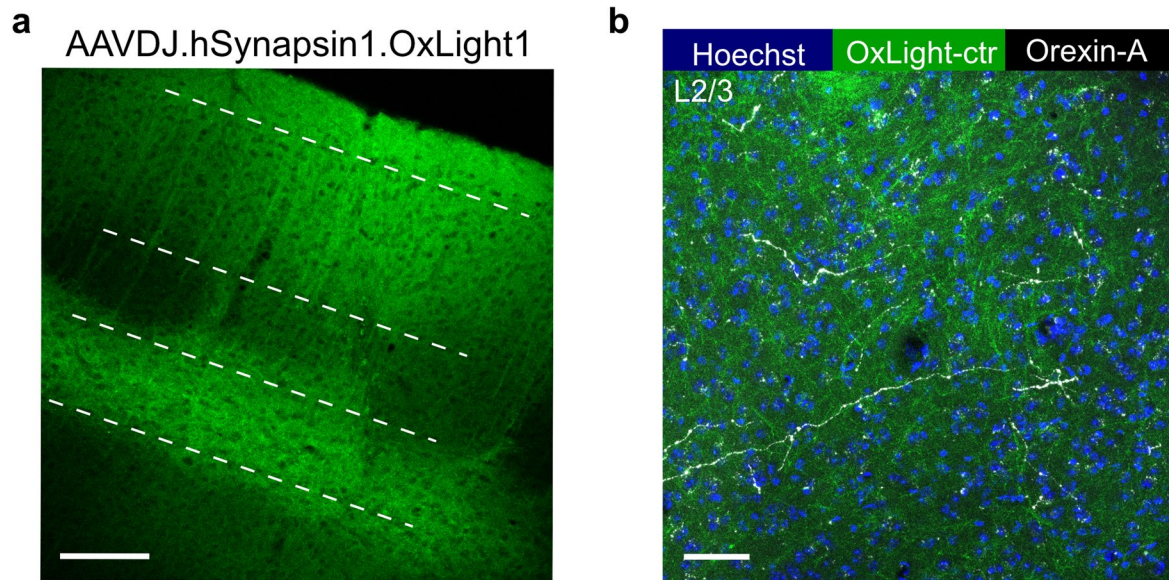 a
AAVDJ.hSynapsin1.OxLight1
b
Hoechst OxLight-ctr Orexin-A
L2/3